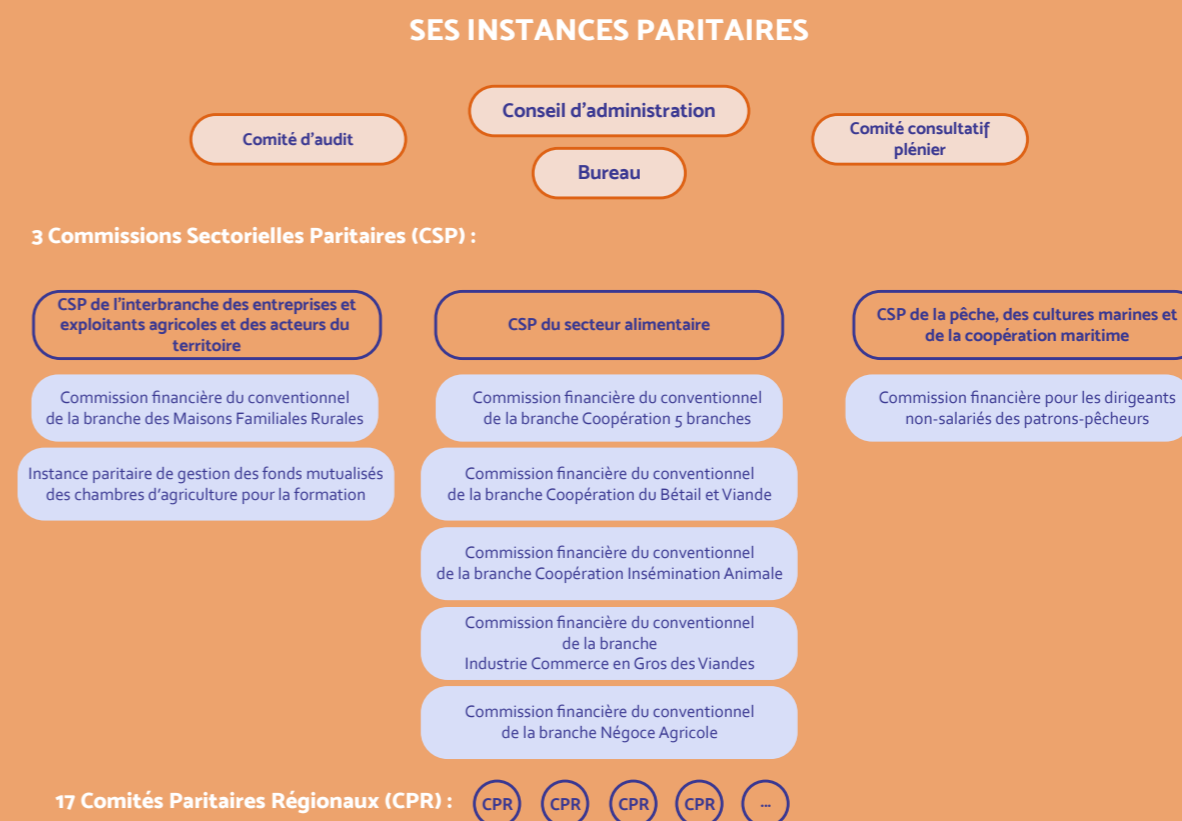 SES INSTANCES PARITAIRES
Conseil d'administration
Comité d'audit
Comité consultatif
plénier
Bureau
3 Commissions Sectorielles Paritaires (CSP) :
CSP de l'interbranche des entreprises et
exploitants agricoles et des acteurs du
territoire
Commission financière du conventionnel
de la branche des Maisons Familiales Rurales
Instance paritaire de gestion des fonds mutualisés
des chambres d'agriculture pour la formation
CSP du secteur alimentaire
Commission financière du conventionnel
de la branche Coopération 5 branches
Commission financière du conventionnel
de la branche Coopération du Bétail et Viande
Commission financière du conventionnel
de la branche Coopération Insémination Animale
Commission financière du conventionnel
de la branche
Industrie Commerce en Gros des Viandes
Commission financière du conventionnel
de la branche Négoce Agricole
CSP de la pêche, des cultures marines et
de la coopération maritime
Commission financière pour les dirigeants
non-salariés des patrons-pêcheurs
17 Comités Paritaires Régionaux (CPR) : CPR CPR CPR CPR ...